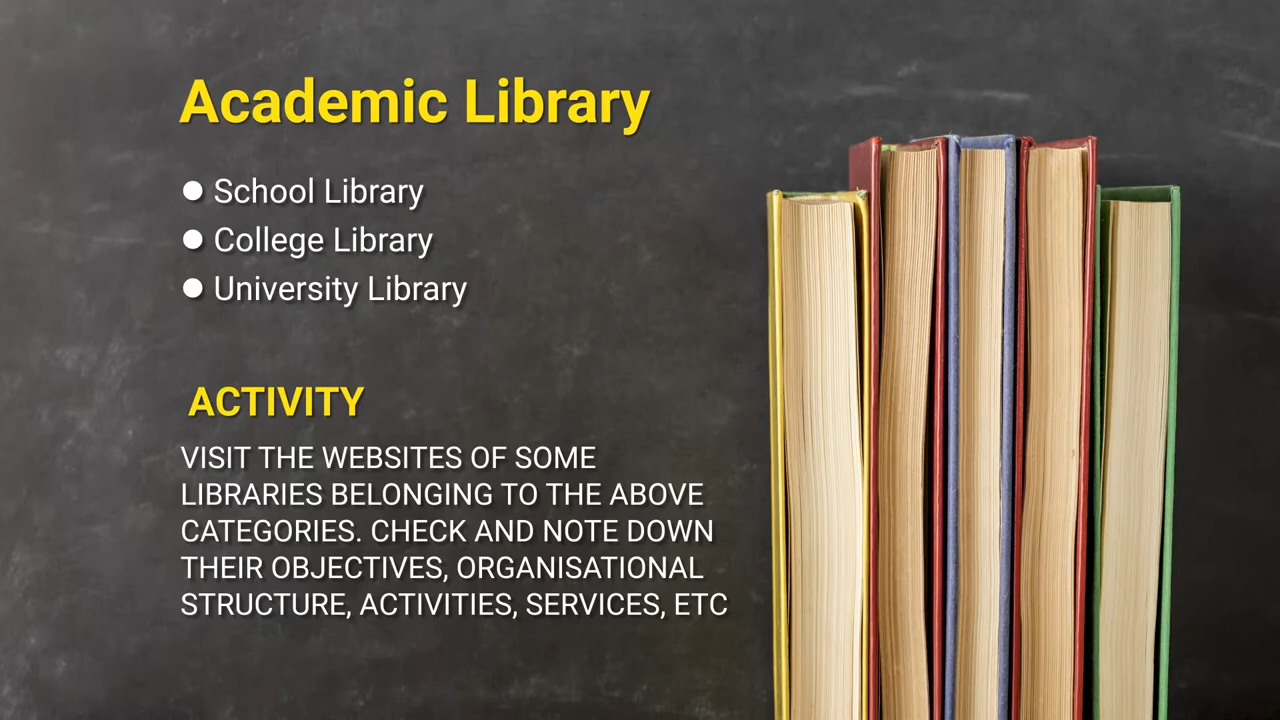 Academic Library
● School Library
● College Library
● University Library
ACTIVITY
VISIT THE WEBSITES OF SOME
LIBRARIES BELONGING TO THE ABOVE
CATEGORIES. CHECK AND NOTE DOWN
THEIR OBJECTIVES, ORGANISATIONAL
STRUCTURE, ACTIVITIES, SERVICES, ETC